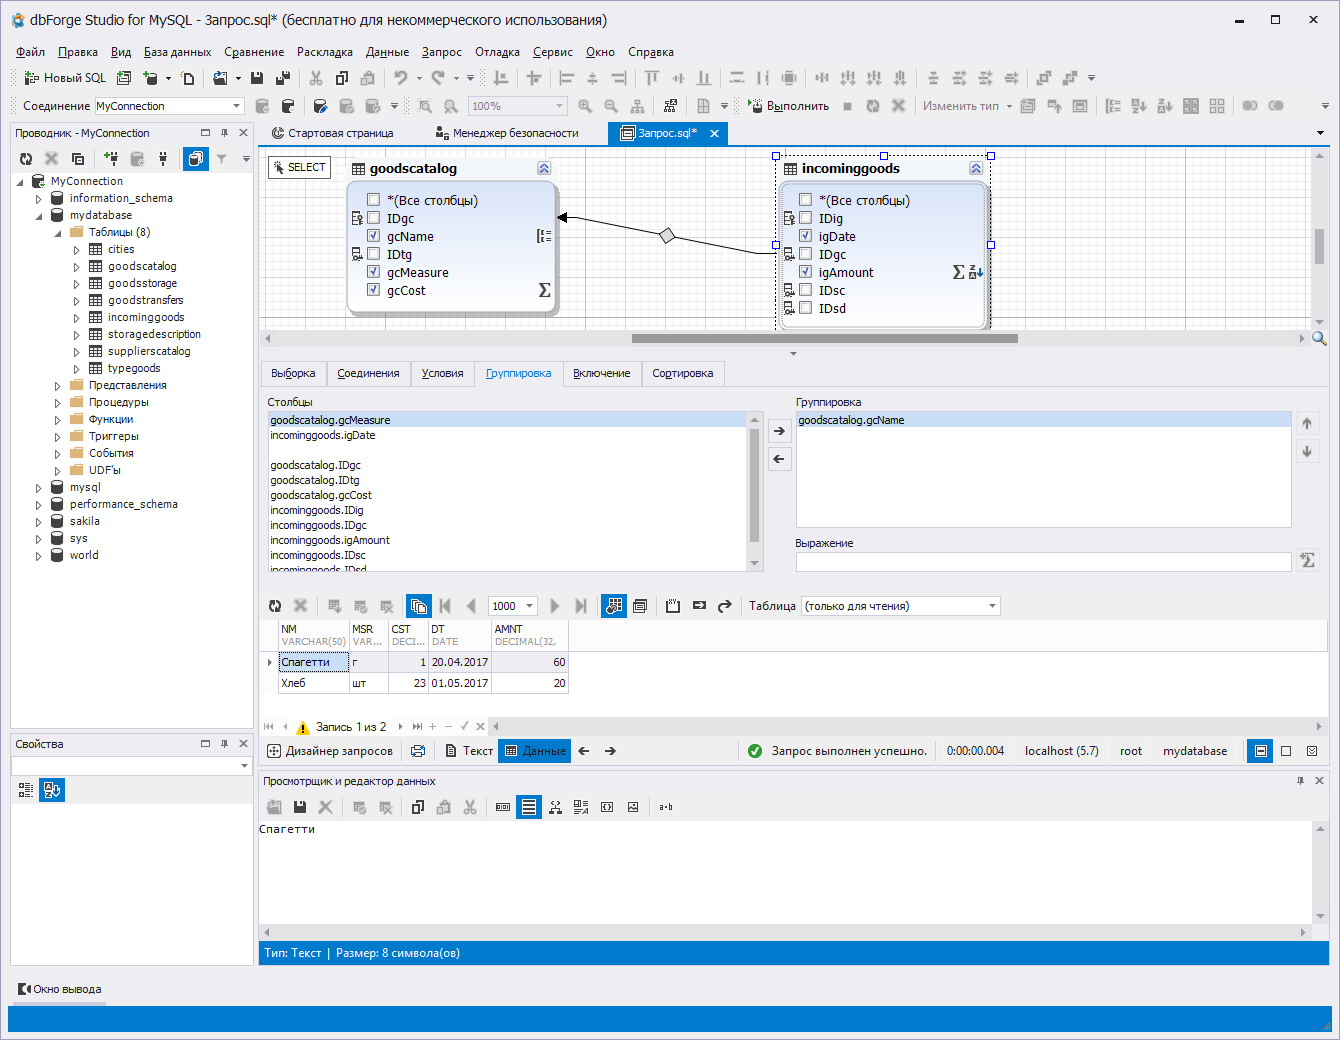 dbForge Studio for MySQL - Запрос.sql* (бесплатно для некоммерческого использования)
Файл Правка Вид База данных Сравнение Раскладка Данные Запрос Отладка Сервис Окно Справка
Новый SQL
Соединение MyConnection 100% Выполнить Изменить тип
Проводник - MyConnection
Стартовая страница Менеджер безопасности Запрос.sql*
MyConnection
information_schema
mydatabase
Таблицы (8)
cities
goodscatalog
goodsstorage
goodstransfers
incominggoods
storagedescription
supplierscatalog
typegoods
Представления
Процедуры
Функции
Триггеры
События
UDF'ы
mysql
performance_schema
sakila
sys
world
Свойства
SELECT
goodscatalog
*(Все столбцы)
IDgc
gcName
IDtg
gcMeasure
gcCost
incominggoods
*(Все столбцы)
IDig
igDate
IDgc
igAmount
IDsc
IDsd
Выборка Соединения Условия Группировка Включение Сортировка
Столбцы
goodscatalog.gcMeasure
incominggoods.igDate
goodscatalog.IDgc
goodscatalog.IDtg
goodscatalog.gcCost
incominggoods.IDig
incominggoods.IDgc
incominggoods.igAmount
incominggoods.IDsc
incominggoods.IDsd
Группировка
goodscatalog.gcName
Выражение
1000 Таблица (только для чтения)
NM MSR CST DT AMNT
VARCHAR(50) VAR... DECI... DATE DECIMAL(32,
Спагетти г 1 20.04.2017 60
Хлеб шт 23 01.05.2017 20
Запись 1 из 2
Дизайнер запросов Текст Данные Запрос выполнен успешно. 0:00:00.004 localhost (5.7) root mydatabase
Просмотрщик и редактор данных
Спагетти
Тип: Текст | Размер: 8 символа(ов)
Окно вывода